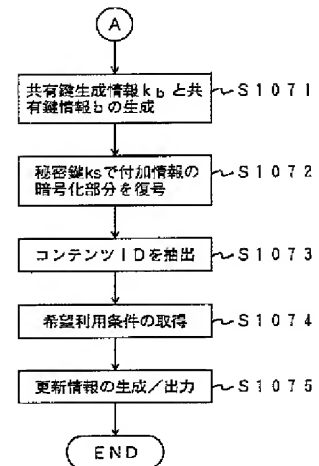 A
共有鍵生成情報kbと共
有鍵情報bの生成
S1071
秘密鍵ksで付加情報の
暗号化部分を復号
S1072
コンテンツIDを抽出
S1073
希望利用条件の取得
S1074
更新情報の生成/出力
S1075
END